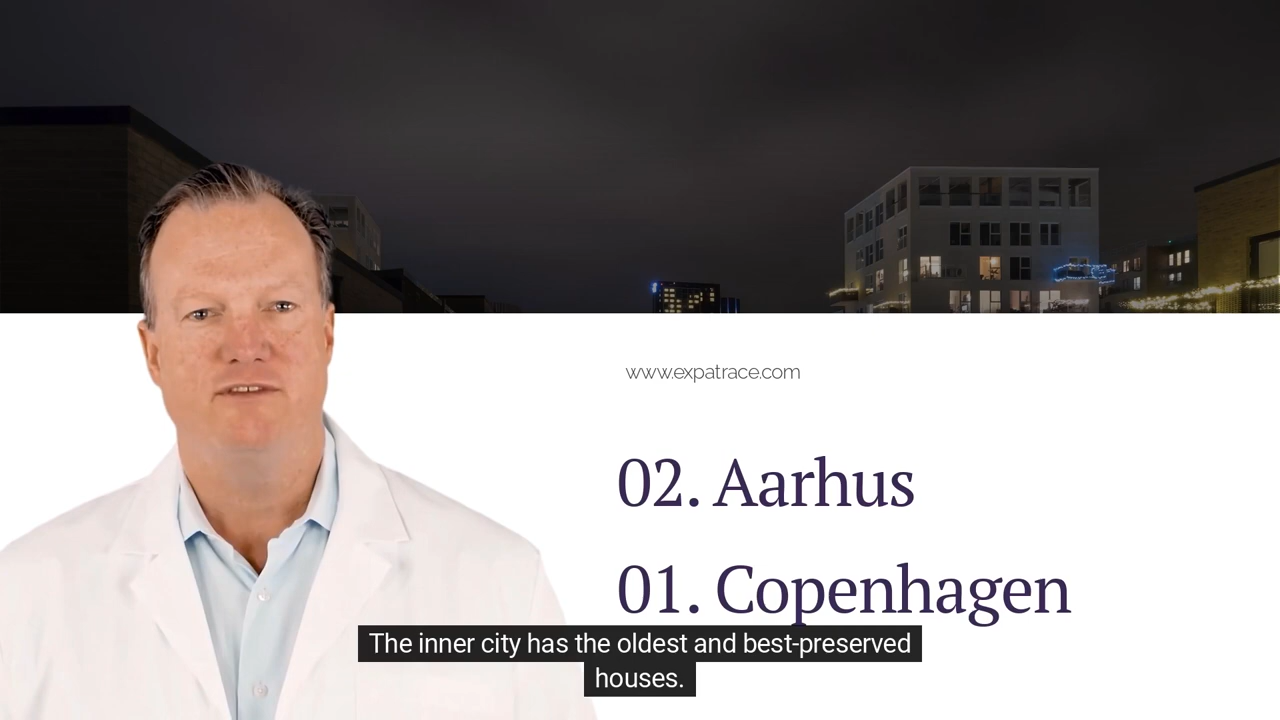 www.expatrace.com
02. Aarhus
01. Copenhagen
The inner city has the oldest and best-preserved
houses.